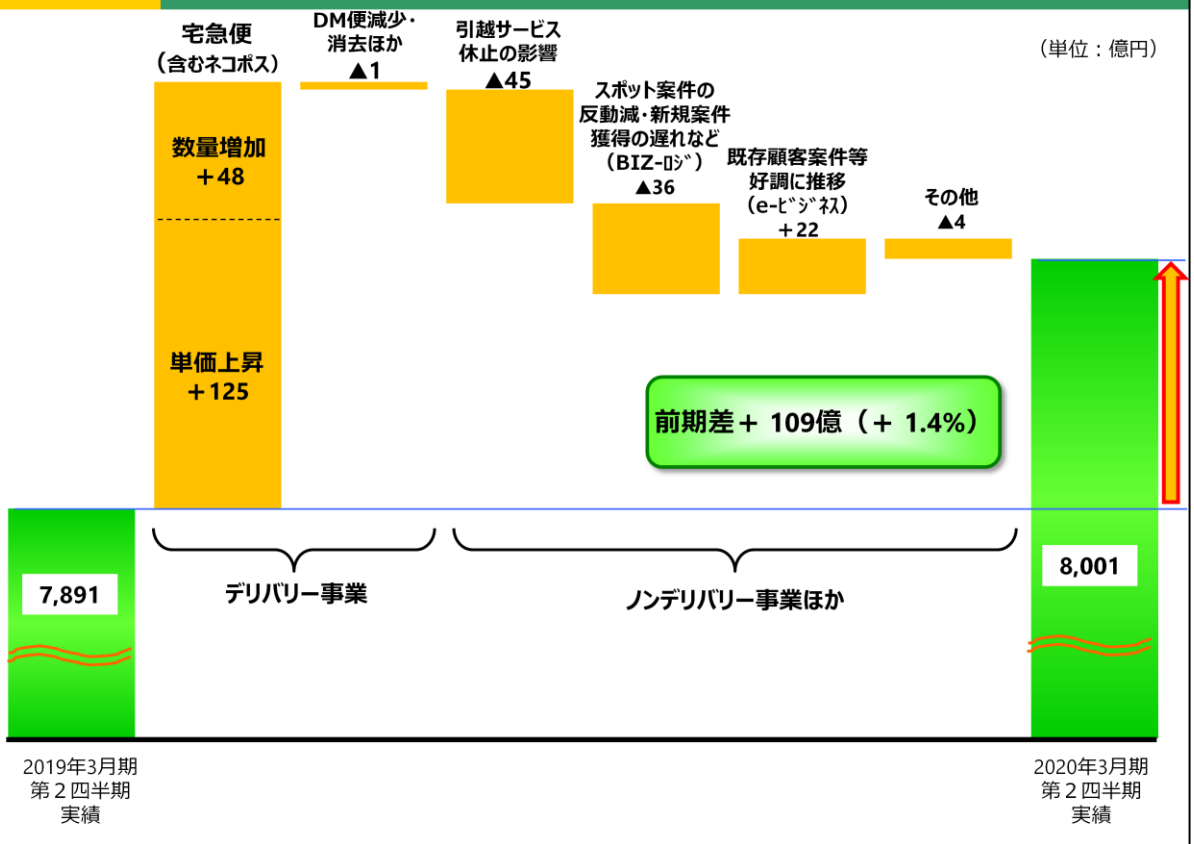 （単位：億円）
宅急便
（含むネコポス）
数量増加
＋48
単価上昇
＋125
DM便減少・
消去ほか
▲1
引越サービス
休止の影響
▲45
スポット案件の
反動減・新規案件
獲得の遅れなど
（BIZ-ﾛｼﾞ）
▲36
既存顧客案件等
好調に推移
（e-ﾋﾞｼﾞﾈｽ）
＋22
その他
▲4
前期差＋ 109億（＋ 1.4%）
7,891
デリバリー事業
ノンデリバリー事業ほか
8,001
2019年3月期
第２四半期
実績
2020年3月期
第２四半期
実績